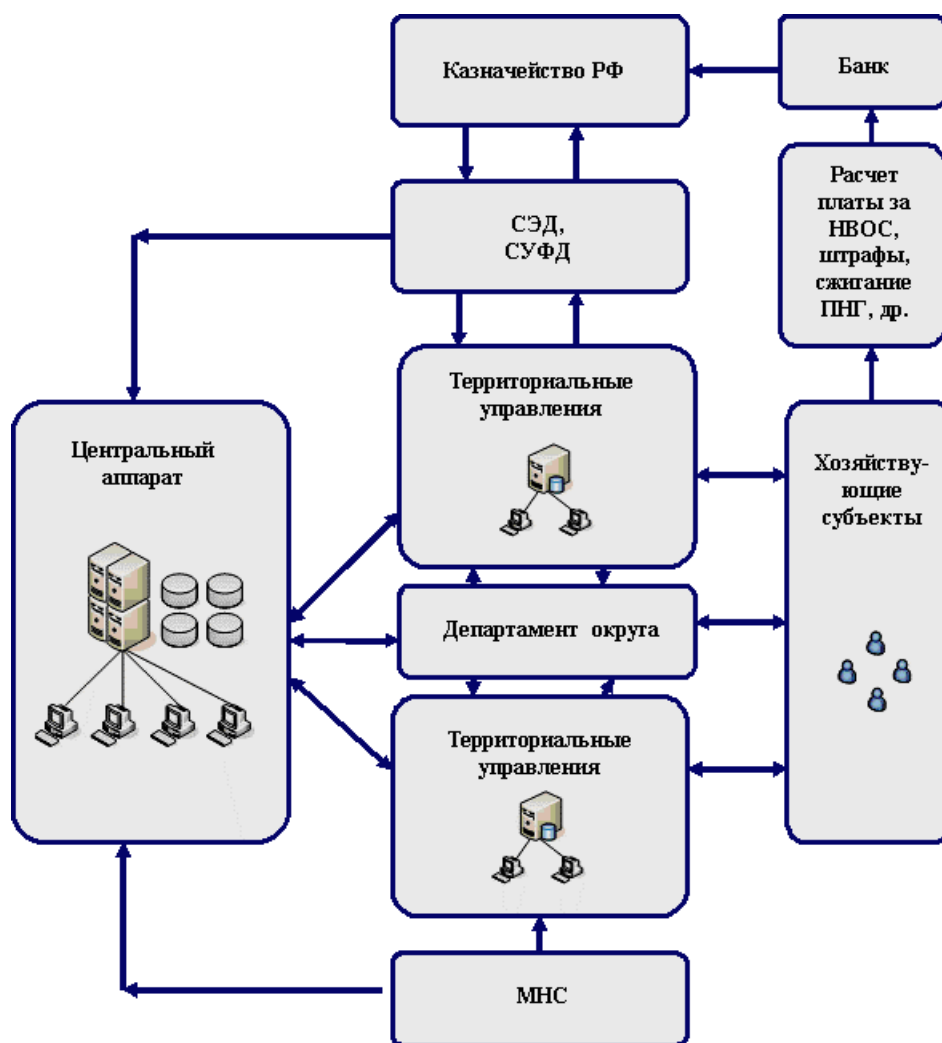 Казначейство РФ
Банк
Расчет
платы за
НВОС,
штрафы,
сжигание
ПНГ, др.
СЭД,
СУФД
Территориальные
управления
Центральный
аппарат
Хозяйству-
ющие
субъекты
Департамент округа
Территориальные
управления
МНС